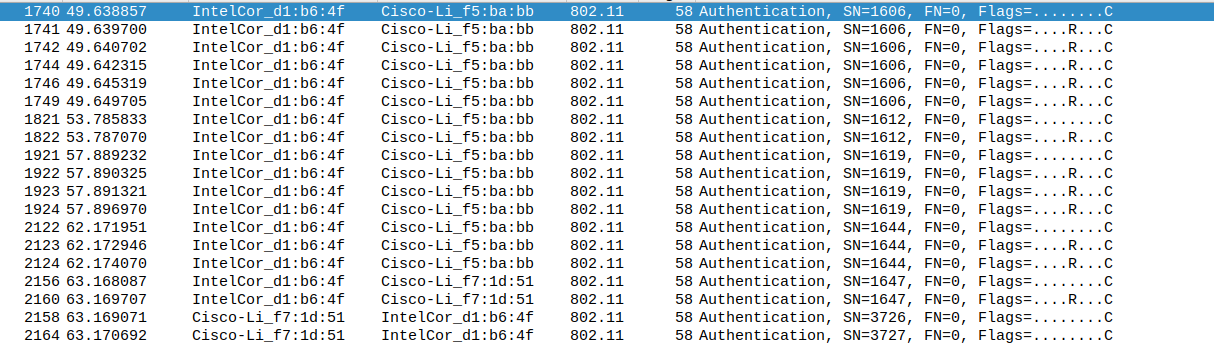 1740 49.638857 IntelCor_d1:b6:4f Cisco-Li_f5:ba:bb 802.11 58 Authentication, SN=1606, FN=0, Flags=........C
1741 49.639700 IntelCor_d1:b6:4f Cisco-Li_f5:ba:bb 802.11 58 Authentication, SN=1606, FN=0, Flags=....R...C
1742 49.640702 IntelCor_d1:b6:4f Cisco-Li_f5:ba:bb 802.11 58 Authentication, SN=1606, FN=0, Flags=....R...C
1744 49.642315 IntelCor_d1:b6:4f Cisco-Li_f5:ba:bb 802.11 58 Authentication, SN=1606, FN=0, Flags=....R...C
1746 49.645319 IntelCor_d1:b6:4f Cisco-Li_f5:ba:bb 802.11 58 Authentication, SN=1606, FN=0, Flags=....R...C
1749 49.649705 IntelCor_d1:b6:4f Cisco-Li_f5:ba:bb 802.11 58 Authentication, SN=1606, FN=0, Flags=....R...C
1821 53.785833 IntelCor_d1:b6:4f Cisco-Li_f5:ba:bb 802.11 58 Authentication, SN=1612, FN=0, Flags=........C
1822 53.787070 IntelCor_d1:b6:4f Cisco-Li_f5:ba:bb 802.11 58 Authentication, SN=1612, FN=0, Flags=....R...C
1921 57.889232 IntelCor_d1:b6:4f Cisco-Li_f5:ba:bb 802.11 58 Authentication, SN=1619, FN=0, Flags=........C
1922 57.890325 IntelCor_d1:b6:4f Cisco-Li_f5:ba:bb 802.11 58 Authentication, SN=1619, FN=0, Flags=....R...C
1923 57.891321 IntelCor_d1:b6:4f Cisco-Li_f5:ba:bb 802.11 58 Authentication, SN=1619, FN=0, Flags=....R...C
1924 57.896970 IntelCor_d1:b6:4f Cisco-Li_f5:ba:bb 802.11 58 Authentication, SN=1619, FN=0, Flags=....R...C
2122 62.171951 IntelCor_d1:b6:4f Cisco-Li_f5:ba:bb 802.11 58 Authentication, SN=1644, FN=0, Flags=........C
2123 62.172946 IntelCor_d1:b6:4f Cisco-Li_f5:ba:bb 802.11 58 Authentication, SN=1644, FN=0, Flags=....R...C
2124 62.174070 IntelCor_d1:b6:4f Cisco-Li_f5:ba:bb 802.11 58 Authentication, SN=1644, FN=0, Flags=....R...C
2156 63.168087 IntelCor_d1:b6:4f Cisco-Li_f7:1d:51 802.11 58 Authentication, SN=1647, FN=0, Flags=........C
2160 63.169707 IntelCor_d1:b6:4f Cisco-Li_f7:1d:51 802.11 58 Authentication, SN=1647, FN=0, Flags=....R...C
2158 63.169071 Cisco-Li_f7:1d:51 IntelCor_d1:b6:4f 802.11 58 Authentication, SN=3726, FN=0, Flags=........C
2164 63.170692 Cisco-Li_f7:1d:51 IntelCor_d1:b6:4f 802.11 58 Authentication, SN=3727, FN=0, Flags=........C